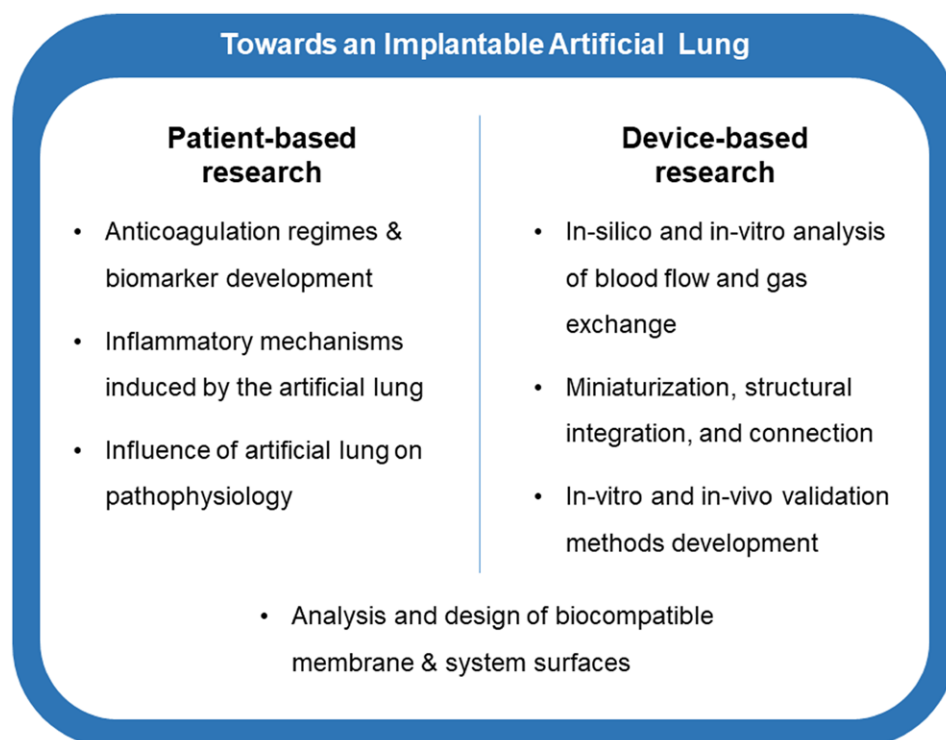 Towards an Implantable Artificial Lung
Patient-based
research
• Anticoagulation regimes &
biomarker development
• Inflammatory mechanisms
induced by the artificial lung
• Influence of artificial lung on
pathophysiology
Device-based
research
• In-silico and in-vitro analysis
of blood flow and gas
exchange
• Miniaturization, structural
integration, and connection
• In-vitro and in-vivo validation
methods development
• Analysis and design of biocompatible
membrane & system surfaces